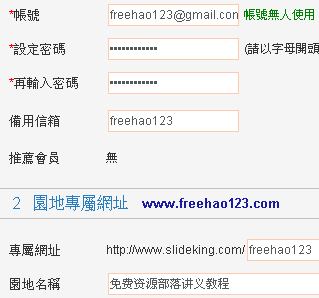 *帳號 freehao123@gmail.con 帳號無人使用
*設定密碼 ••••••••••• (請以字母開頭
*再輸入密碼 •••••••••••
備用信箱 freehao123
推薦會員 無
2 園地專屬網址 www.freehao123.com
專屬網址 http://www.slideking.com/ freehao123
園地名稱 免费资源部落讲义教程